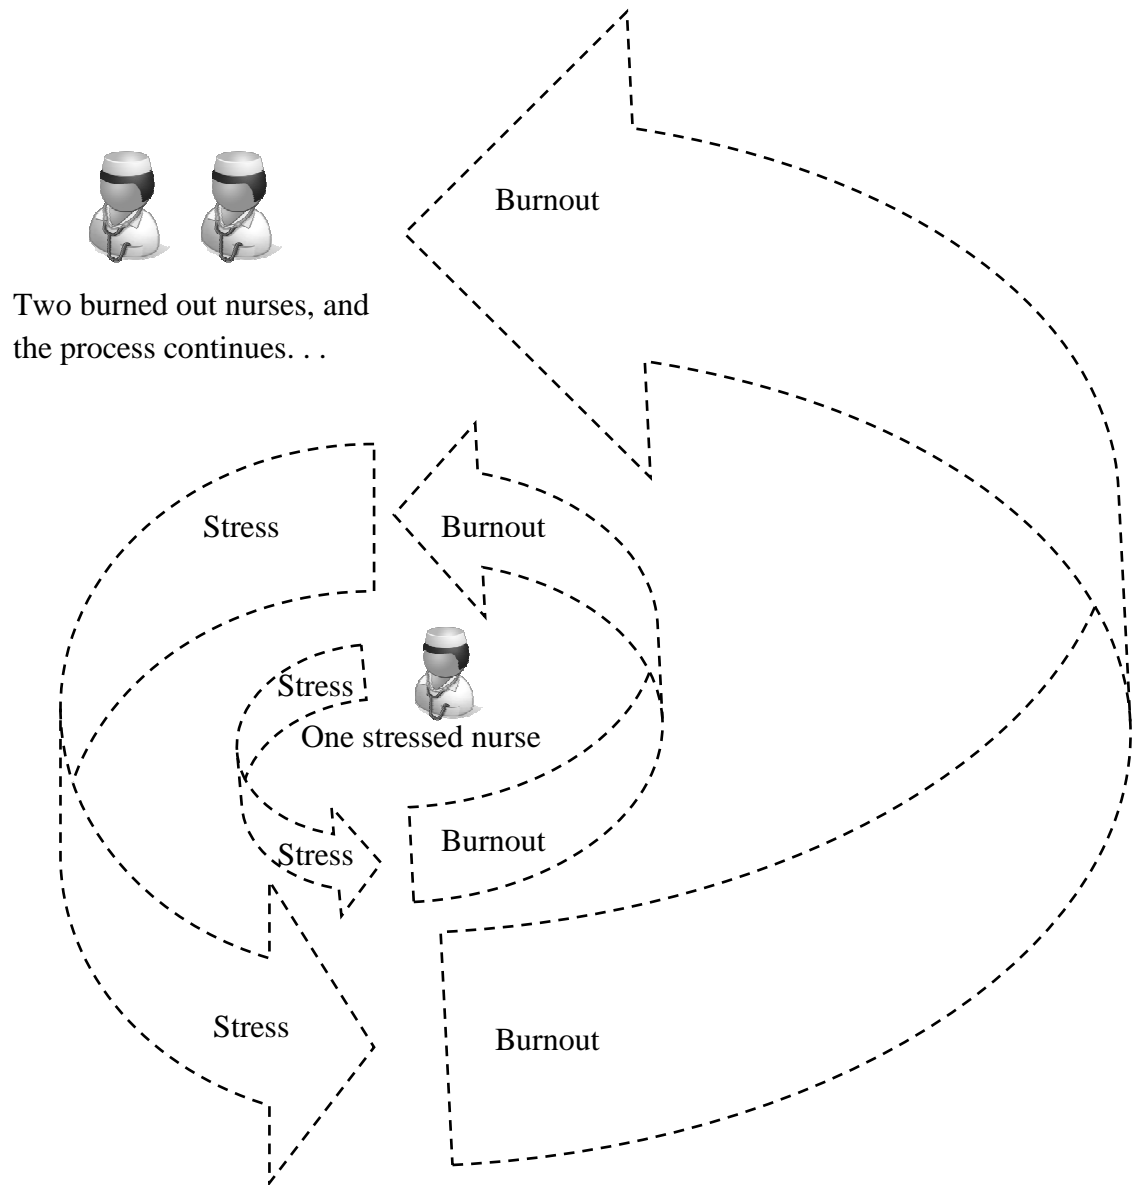 Burnout
Two burned out nurses, and
the process continues. . .
Stress
Burnout
Stress
One stressed nurse
Stress
Burnout
Stress
Burnout